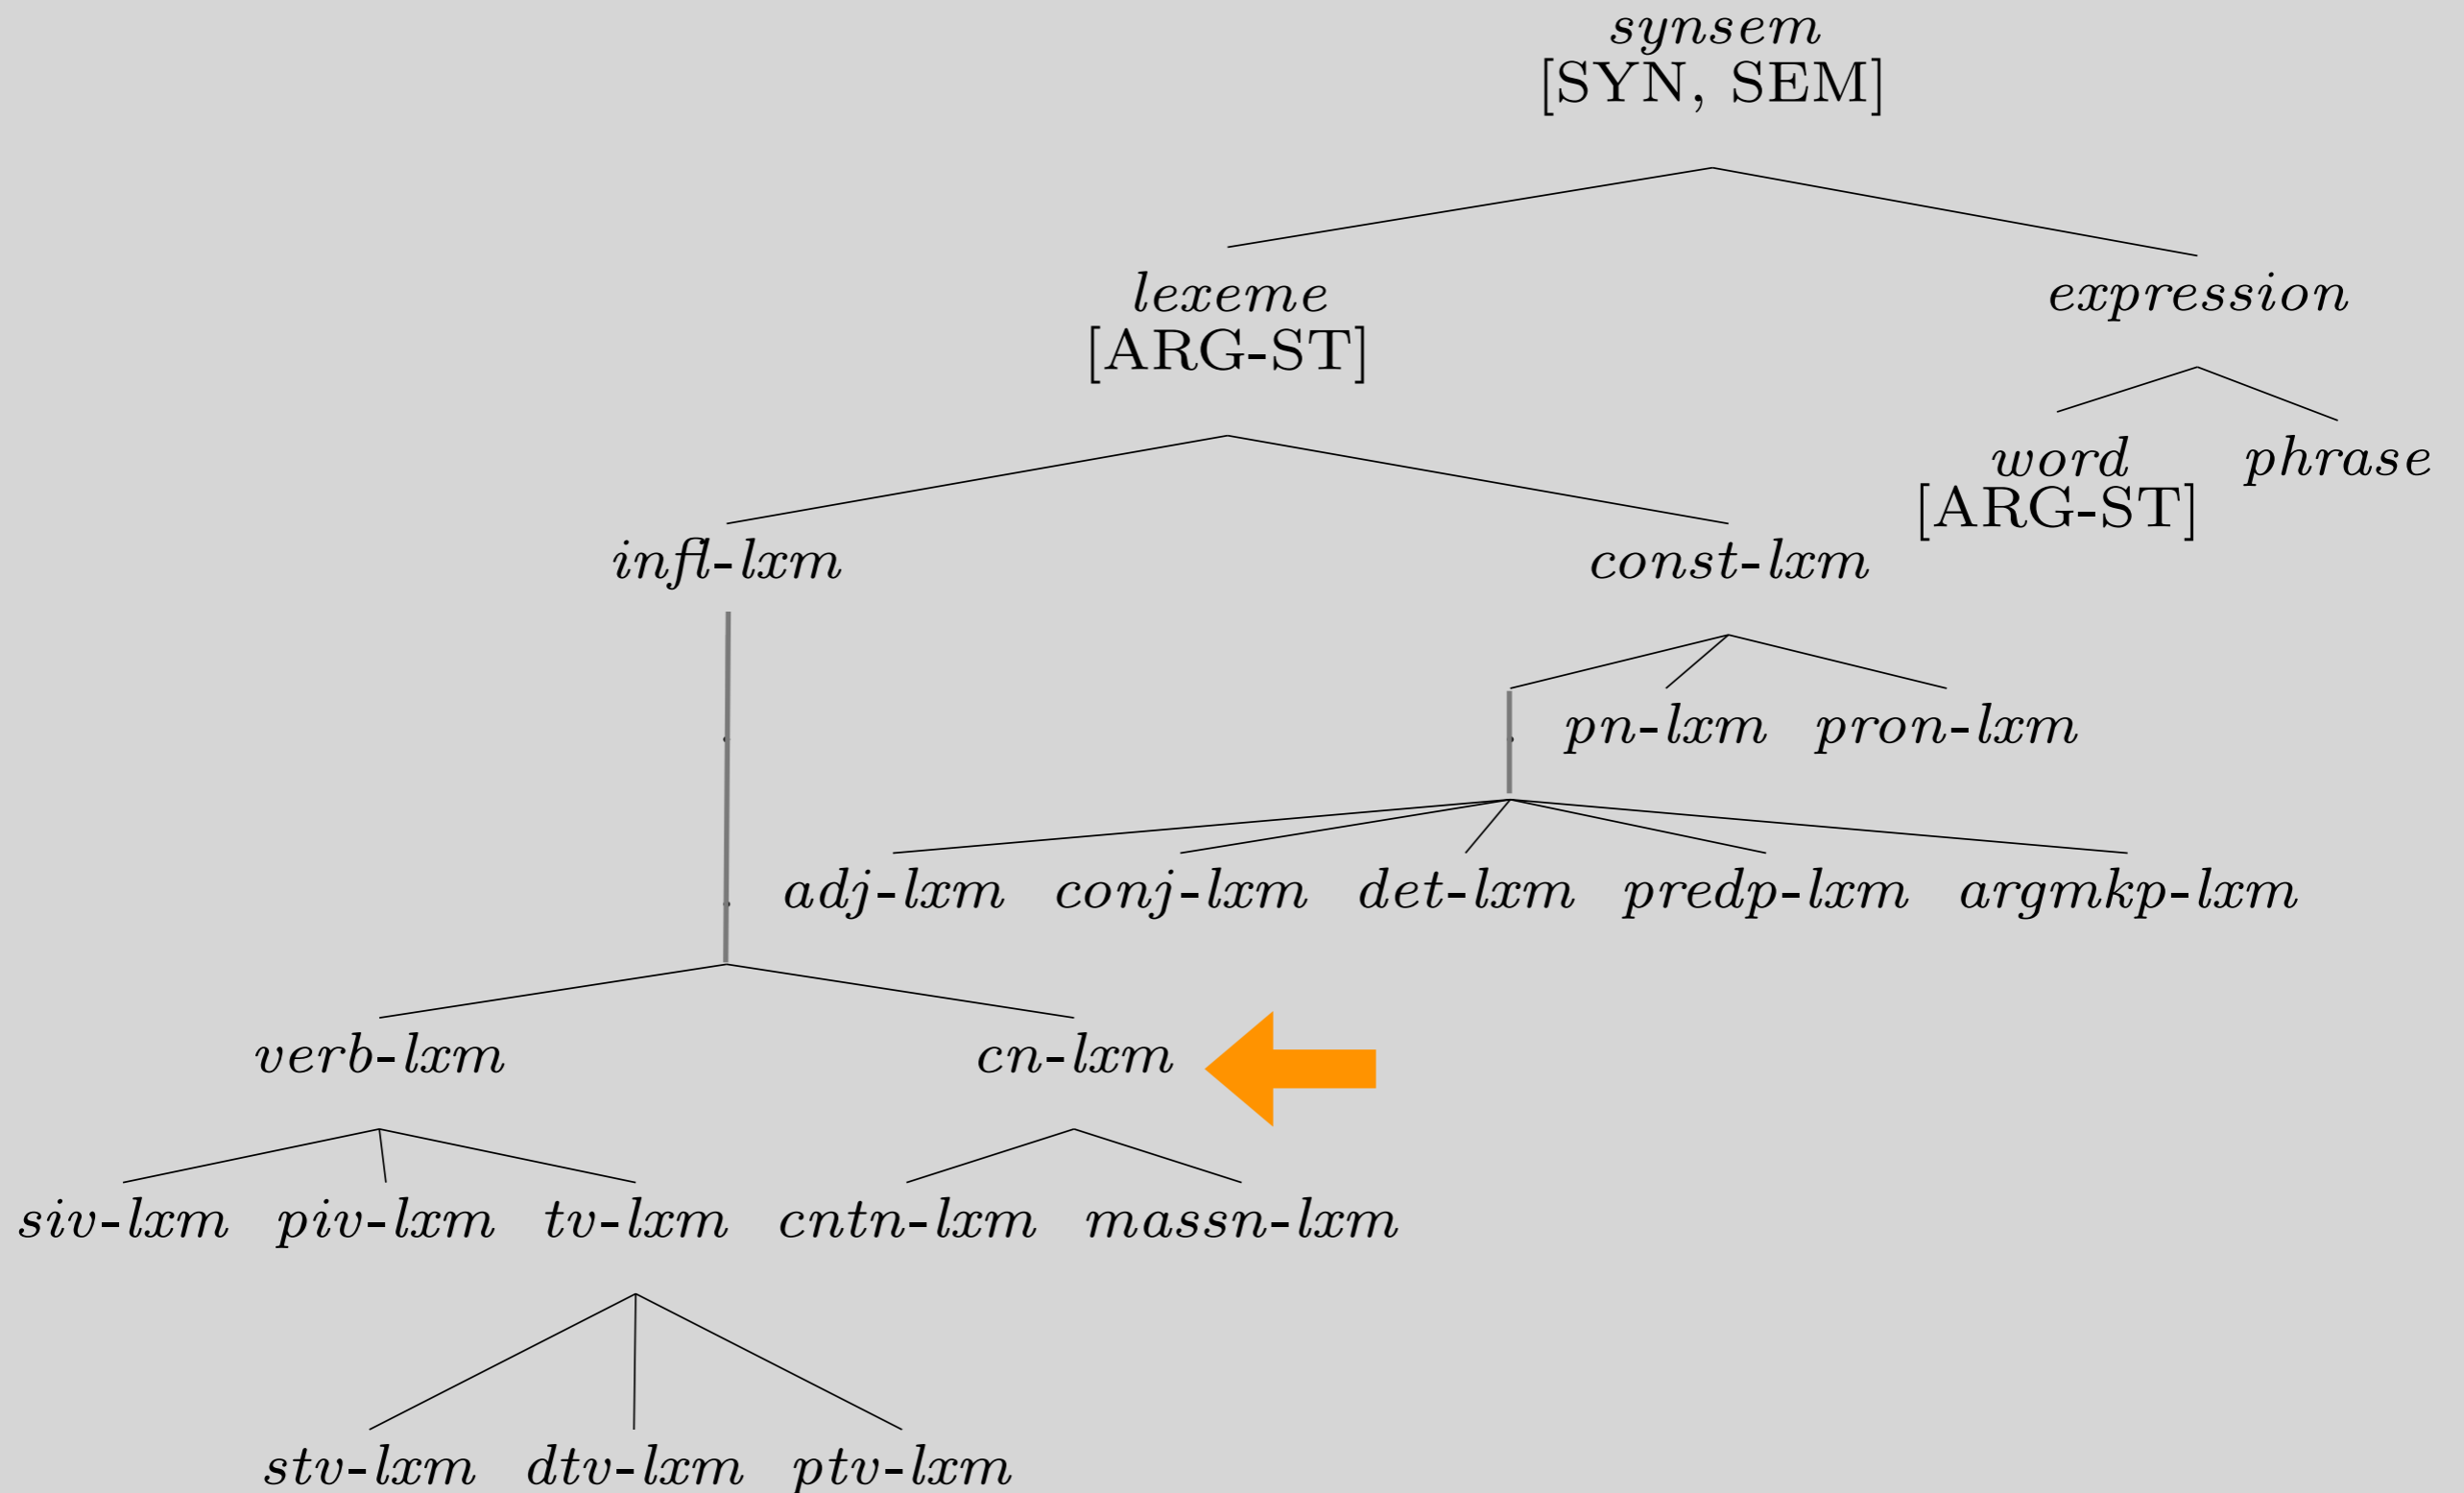 synsem
[SYN, SEM]
lexeme
[ARG-ST]
expression
word
[ARG-ST]
phrase
infl-lxm
const-lxm
pn-lxm pron-lxm
adj-lxm conj-lxm det-lxm predp-lxm argmkp-lxm
verb-lxm cn-lxm
siv-lxm piv-lxm tv-lxm cntn-lxm massn-lxm
stv-lxm dtv-lxm ptv-lxm